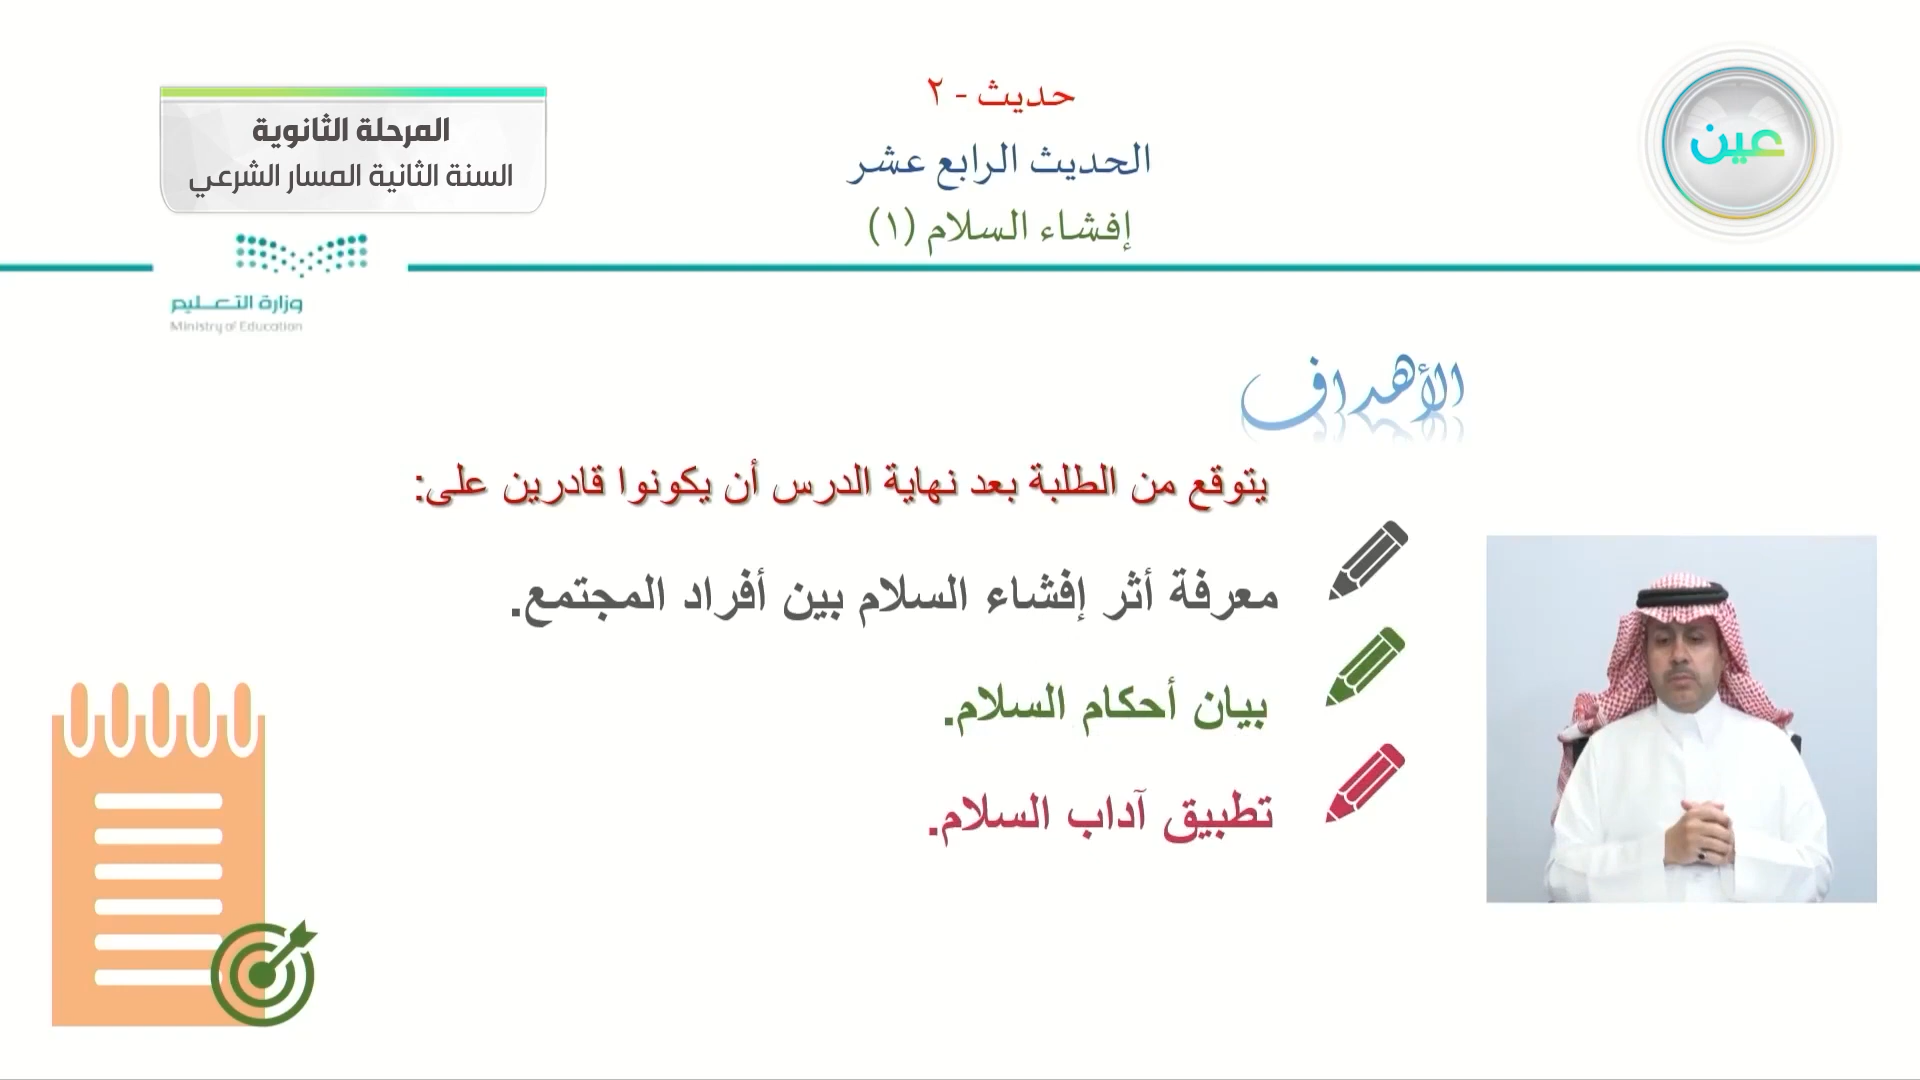 حديث - ٢
الحديث الرابع عشر
إفشاء السلام (١)
عين
المرحلة الثانوية
السنة الثانية المسار الشرعي
وزارة التعليم
Ministry of Education
الأهداف
يتوقع من الطلبة بعد نهاية الدرس أن يكونوا قادرين على:
معرفة أثر إفشاء السلام بين أفراد المجتمع.
بيان أحكام السلام.
تطبيق آداب السلام.